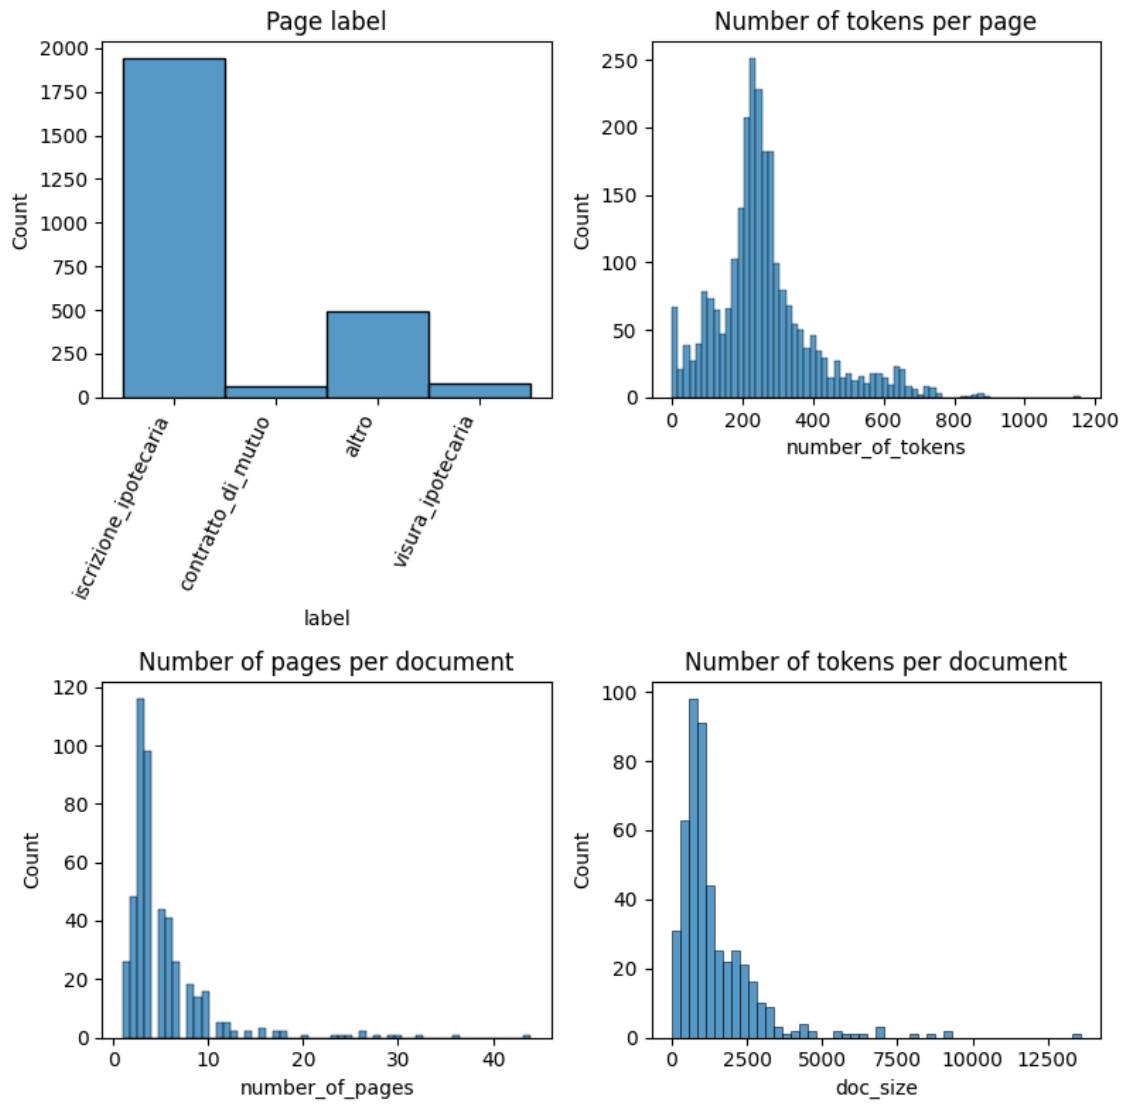 Page label
Count
2000
1750
1500
1250
1000
750
500
250
0
iscrizione_ipotecaria
contratto_di_mutuo
altro
visura_ipotecaria
label
Number of tokens per page
Count
250
200
150
100
50
0
0 200 400 600 800 1000 1200
number_of_tokens
Number of pages per document
Count
120
100
80
60
40
20
0
0 10 20 30 40
number_of_pages
Number of tokens per document
Count
100
80
60
40
20
0
0 2500 5000 7500 10000 12500
doc_size